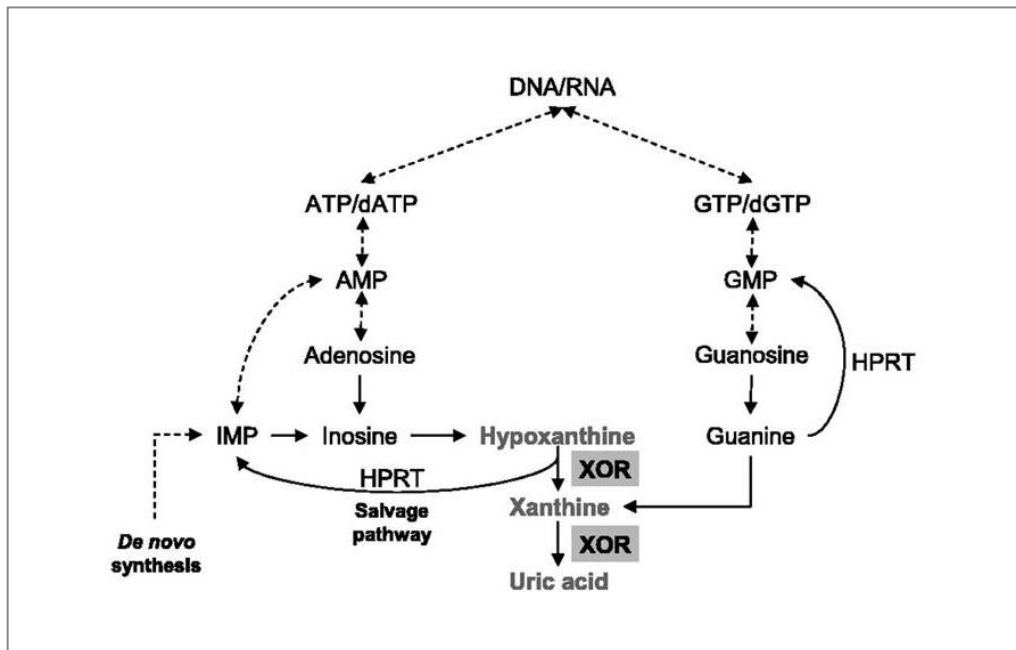 DNA/RNA
ATP/dATP
GTP/dGTP
AMP
GMP
Adenosine
Guanosine
HPRT
IMP
Inosine
Hypoxanthine
Guanine
XOR
HPRT
Salvage
pathway
Xanthine
XOR
De novo
synthesis
Uric acid